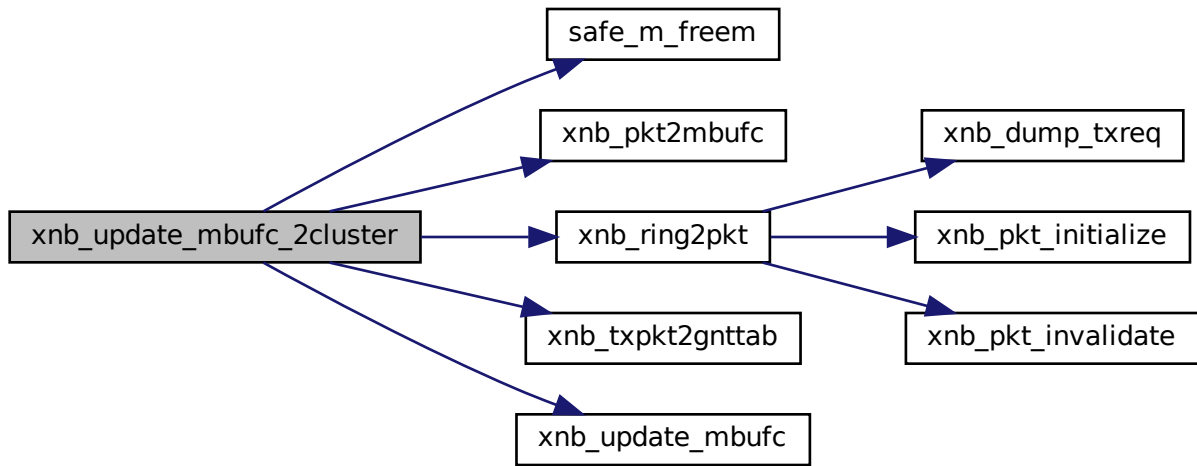 safe_m_freem
xnb_pkt2mbufc
xnb_dump_txreq
xnb_update_mbufc_2cluster
xnb_ring2pkt
xnb_pkt_initialize
xnb_txpkt2gnttab
xnb_pkt_invalidate
xnb_update_mbufc